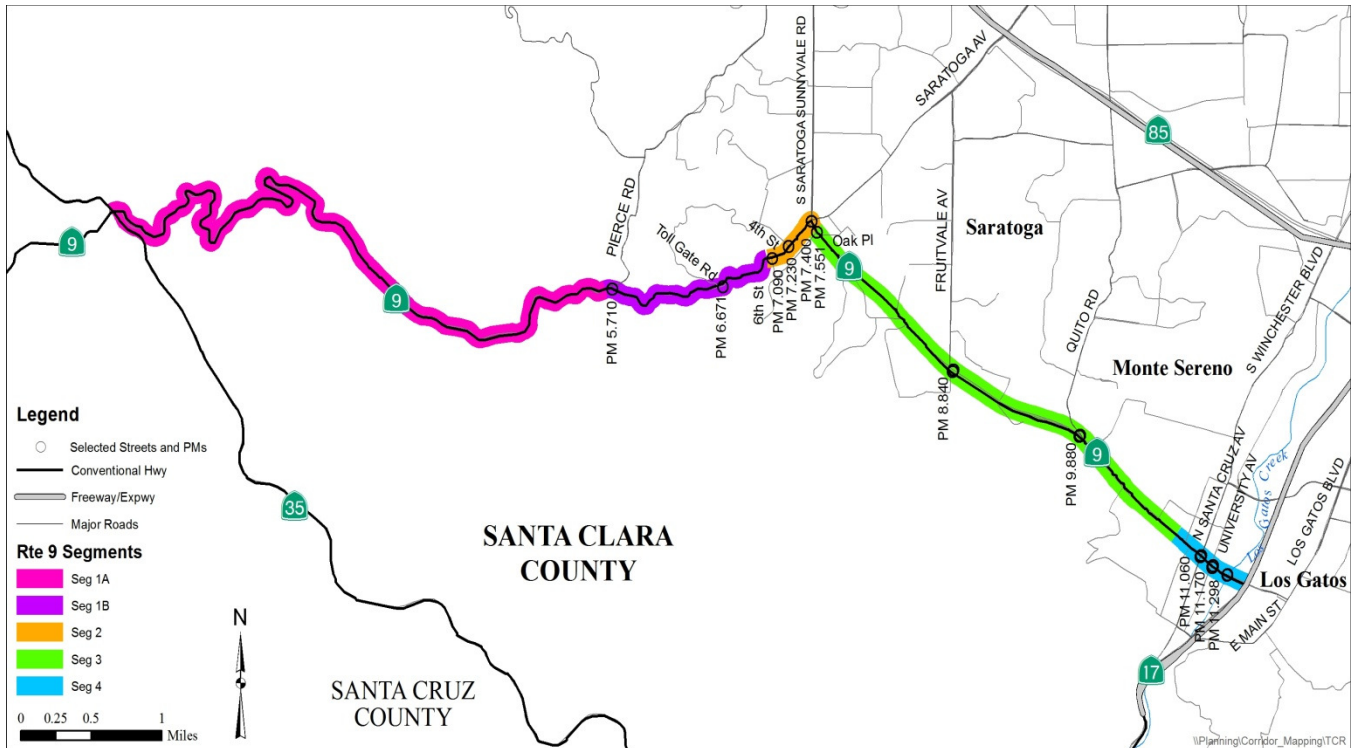 S SARATOGA SUNNYVALE RD
SARATOGA AV
85
9
PIERCE RD
Toll Gate Rd
4th St
Oak Pl
FRUITVALE AV
Saratoga
9
9
PM 5.710
PM 6.671
6th St
PM 7.090
PM 7.230
PM 7.400
PM 7.551
QUITO RD
S WINCHESTER BLVD
Monte Sereno
PM 8.840
PM 9.880
9
N SANTA CRUZ AV
UNIVERSITY AV
Los Gatos Creek
LOS GATOS BLVD
Los Gatos
PM 11.060
PM 11.170
PM 11.298
E MAIN ST
17
35
SANTA CLARA
COUNTY
SANTA CRUZ
COUNTY
Legend
Selected Streets and PMs
Conventional Hwy
Freeway/Expwy
Major Roads
Rte 9 Segments
Seg 1A
Seg 1B
Seg 2
Seg 3
Seg 4
N
0 0.25 0.5 1
Miles
\\Planning\Corridor_Mapping\TCR